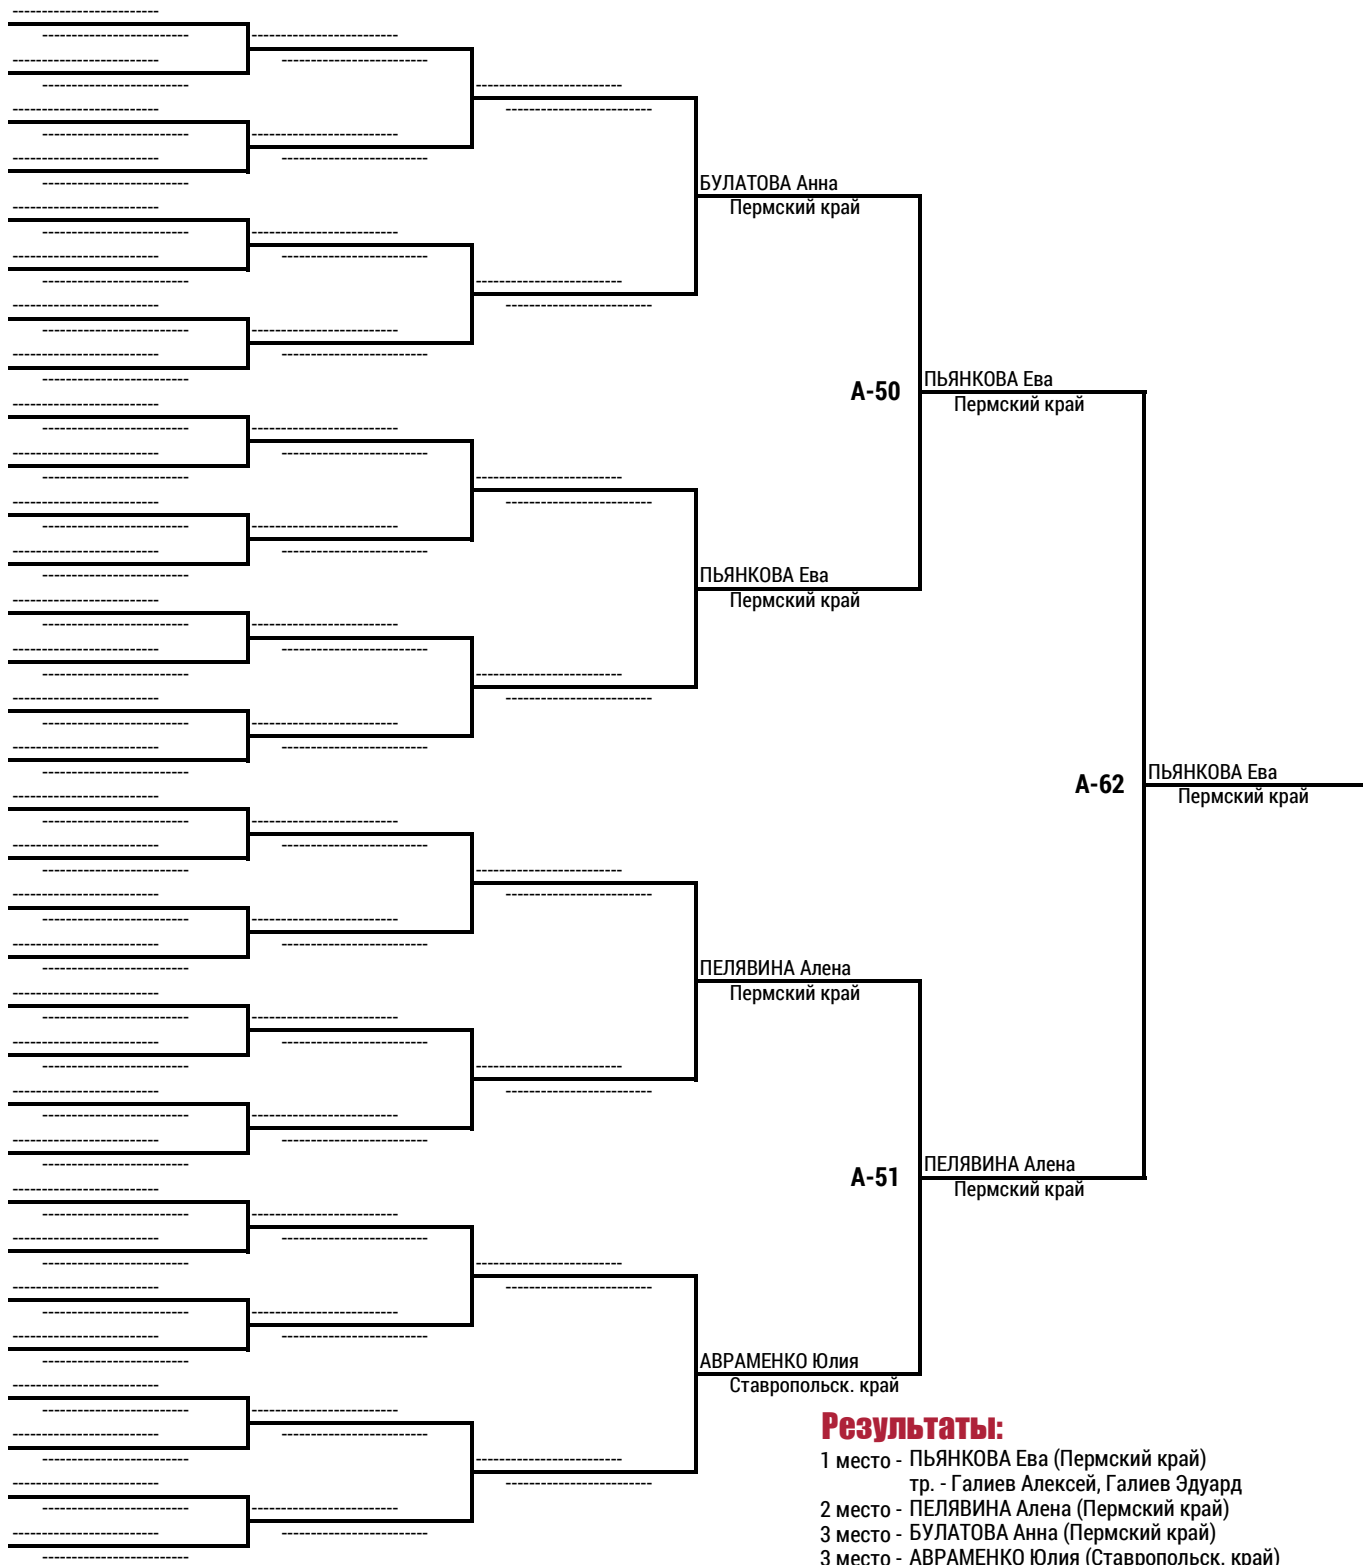 БУЛАТОВА Анна
Пермский край
А-50
ПЬЯНКОВА Ева
Пермский край
ПЬЯНКОВА Ева
Пермский край
А-62
ПЬЯНКОВА Ева
Пермский край
ПЕЛЯВИНА Алена
Пермский край
А-51
ПЕЛЯВИНА Алена
Пермский край
АВРАМЕНКО Юлия
Ставропольск. край
Результаты:
1 место - ПЬЯНКОВА Ева (Пермский край)
тр. - Галиев Алексей, Галиев Эдуард
2 место - ПЕЛЯВИНА Алена (Пермский край)
3 место - БУЛАТОВА Анна (Пермский край)
3 место - АВРАМЕНКО Юлия (Ставропольск. край)